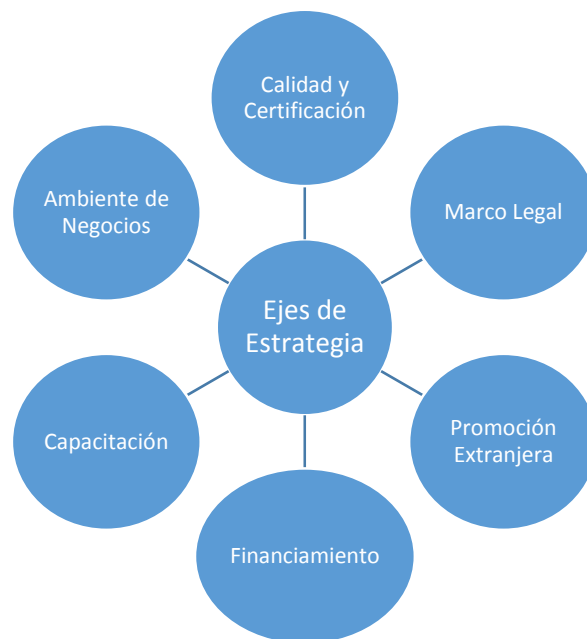 Calidad y
Certificación
Ambiente de
Negocios
Marco Legal
Ejes de
Estrategia
Capacitación
Promoción
Extranjera
Financiamiento